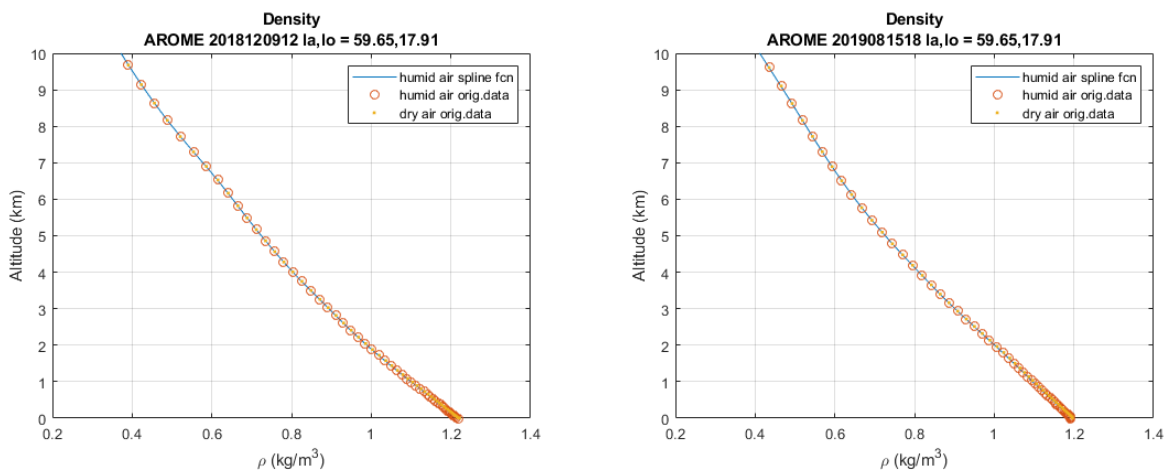 Density
AROME 2018120912 la,lo = 59.65,17.91
10
9
8
7
6
5
4
3
2
1
0
Altitude (km)
humid air spline fcn
humid air orig.data
dry air orig.data
0.2 0.4 0.6 0.8 1 1.2 1.4
ρ (kg/m³)
Density
AROME 2019081518 la,lo = 59.65,17.91
10
9
8
7
6
5
4
3
2
1
0
Altitude (km)
humid air spline fcn
humid air orig.data
dry air orig.data
0.2 0.4 0.6 0.8 1 1.2 1.4
ρ (kg/m³)